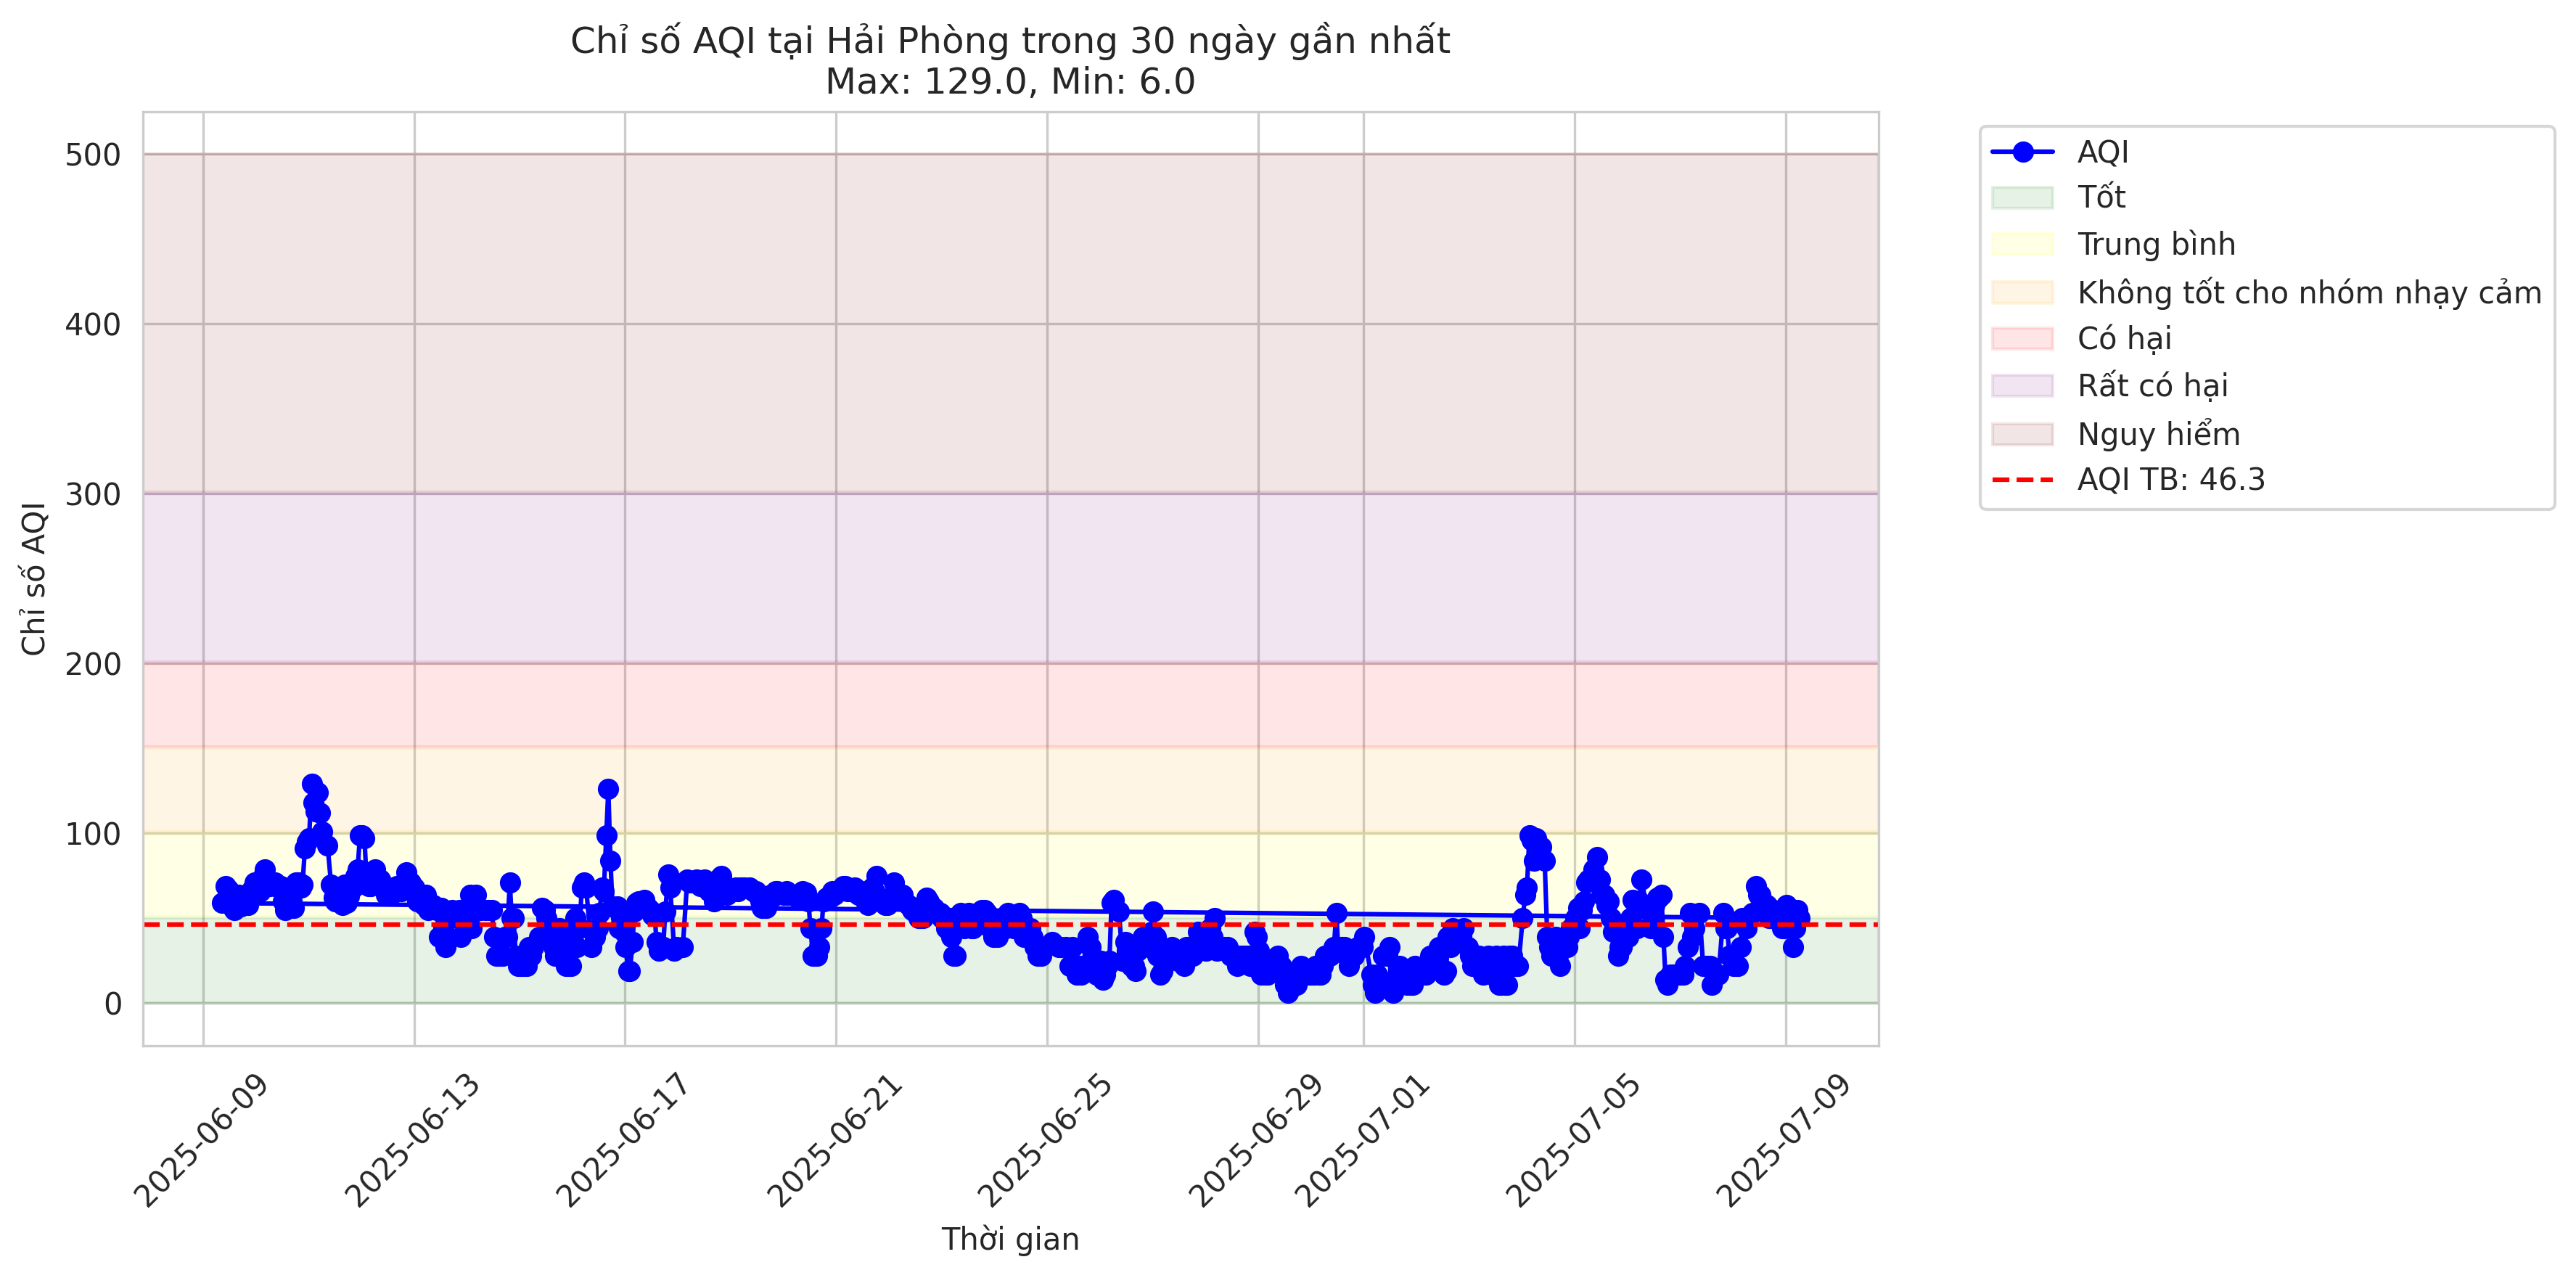 Chỉ số AQI tại Hải Phòng trong 30 ngày gần nhất
Max: 129.0, Min: 6.0
Chỉ số AQI
500
400
300
200
100
0
2025-06-09
2025-06-13
2025-06-17
2025-06-21
2025-06-25
2025-06-29
2025-07-01
2025-07-05
2025-07-09
Thời gian
AQI
Tốt
Trung bình
Không tốt cho nhóm nhạy cảm
Có hại
Rất có hại
Nguy hiểm
AQI TB: 46.3